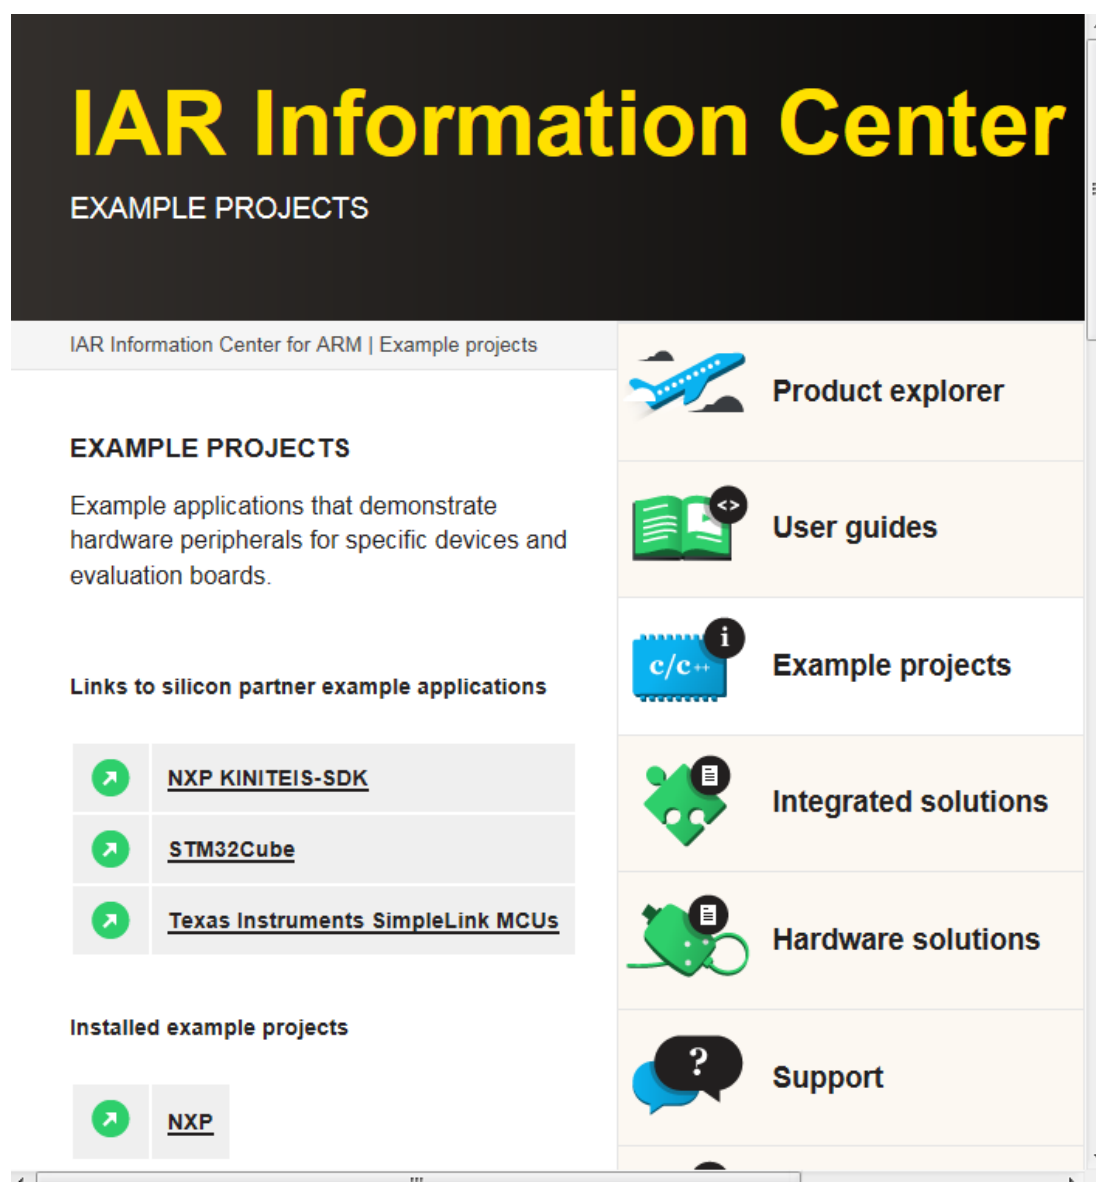 IAR Information Center
EXAMPLE PROJECTS
IAR Information Center for ARM | Example projects
EXAMPLE PROJECTS
Example applications that demonstrate
hardware peripherals for specific devices and
evaluation boards.
Links to silicon partner example applications
NXP KINITEIS-SDK
STM32Cube
Texas Instruments SimpleLink MCUs
Installed example projects
NXP
Product explorer
<>
User guides
i
c/c++
Example projects
Integrated solutions
Hardware solutions
?
Support